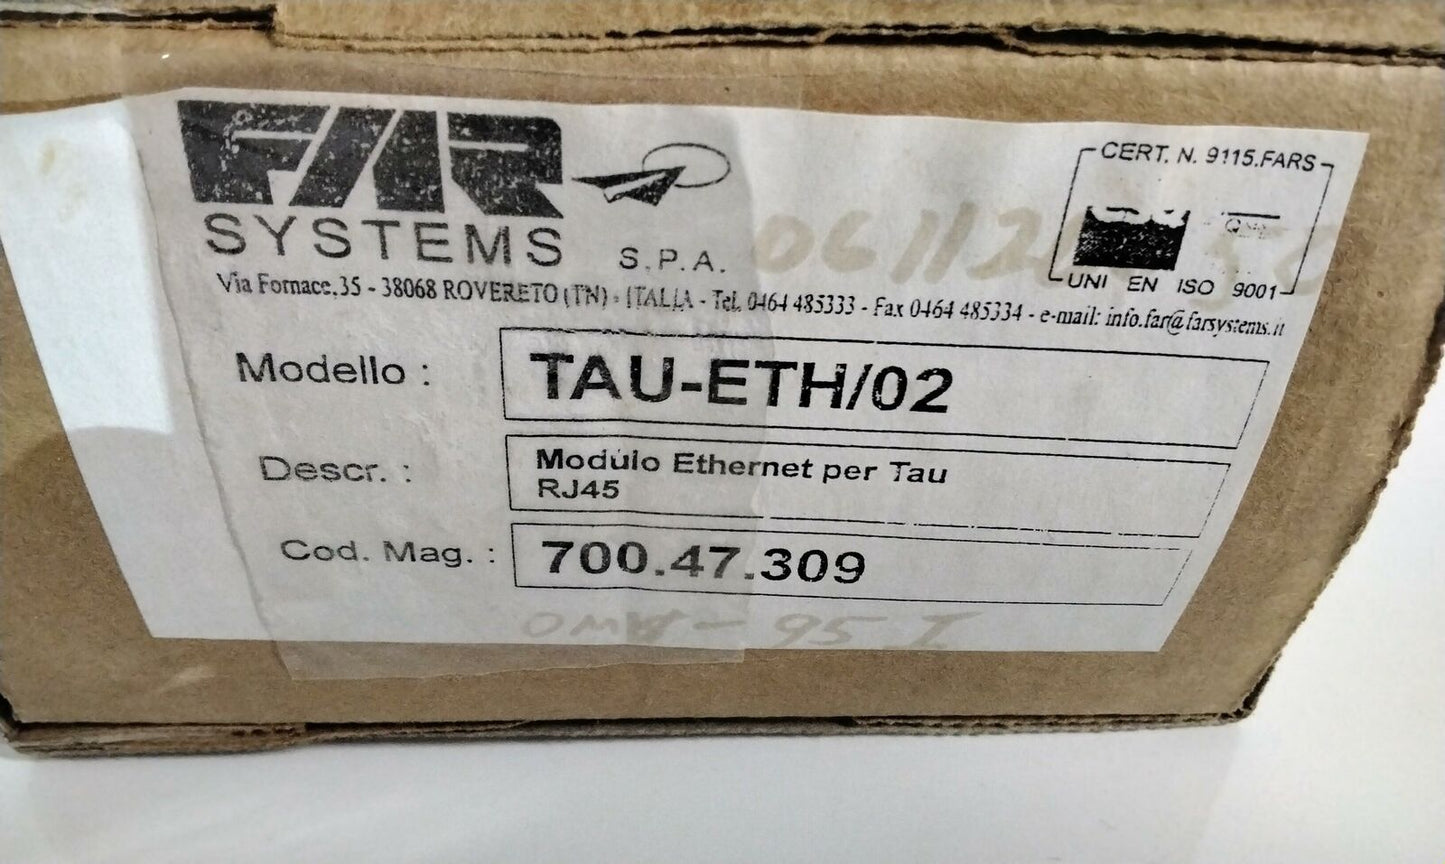 FAR
SYSTEMS S.P.A.
CERT. N. 9115.FARS
UNI EN ISO 9001
Via Fornace, 35 - 38068 ROVERETO (TN) - ITALIA - Tel. 0464 485333 - Fax 0464 485334 - e-mail: info.far@farsystems.it
Modello : TAU-ETH/02
Descr. : Modulo Ethernet per Tau
RJ45
Cod. Mag. : 700.47.309